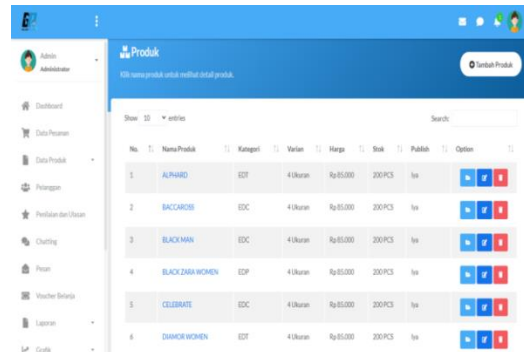 GP
Admin
Administrator
Dashboard
Data Pesanan
Data Produk
Pelanggan
Penilaian dan Ulasan
Chatting
Pesan
Voucher Belanja
Laporan
Grafik
Produk
Klik nama produk untuk melihat detail produk.
Tambah Produk
Show 10 entries
Search:
No. Nama Produk Kategori Varian Harga Stok Publish Option
1 ALPHARD EDT 4 Ukuran Rp 85.000 200 PCS Iya
2 BACCAROSS EDC 4 Ukuran Rp 85.000 200 PCS Iya
3 BLACK MAN EDC 4 Ukuran Rp 85.000 200 PCS Iya
4 BLACK ZARA WOMEN EDP 4 Ukuran Rp 85.000 200 PCS Iya
5 CELEBRATE EDC 4 Ukuran Rp 85.000 200 PCS Iya
6 DIAMOR WOMEN EDT 4 Ukuran Rp 85.000 200 PCS Iya